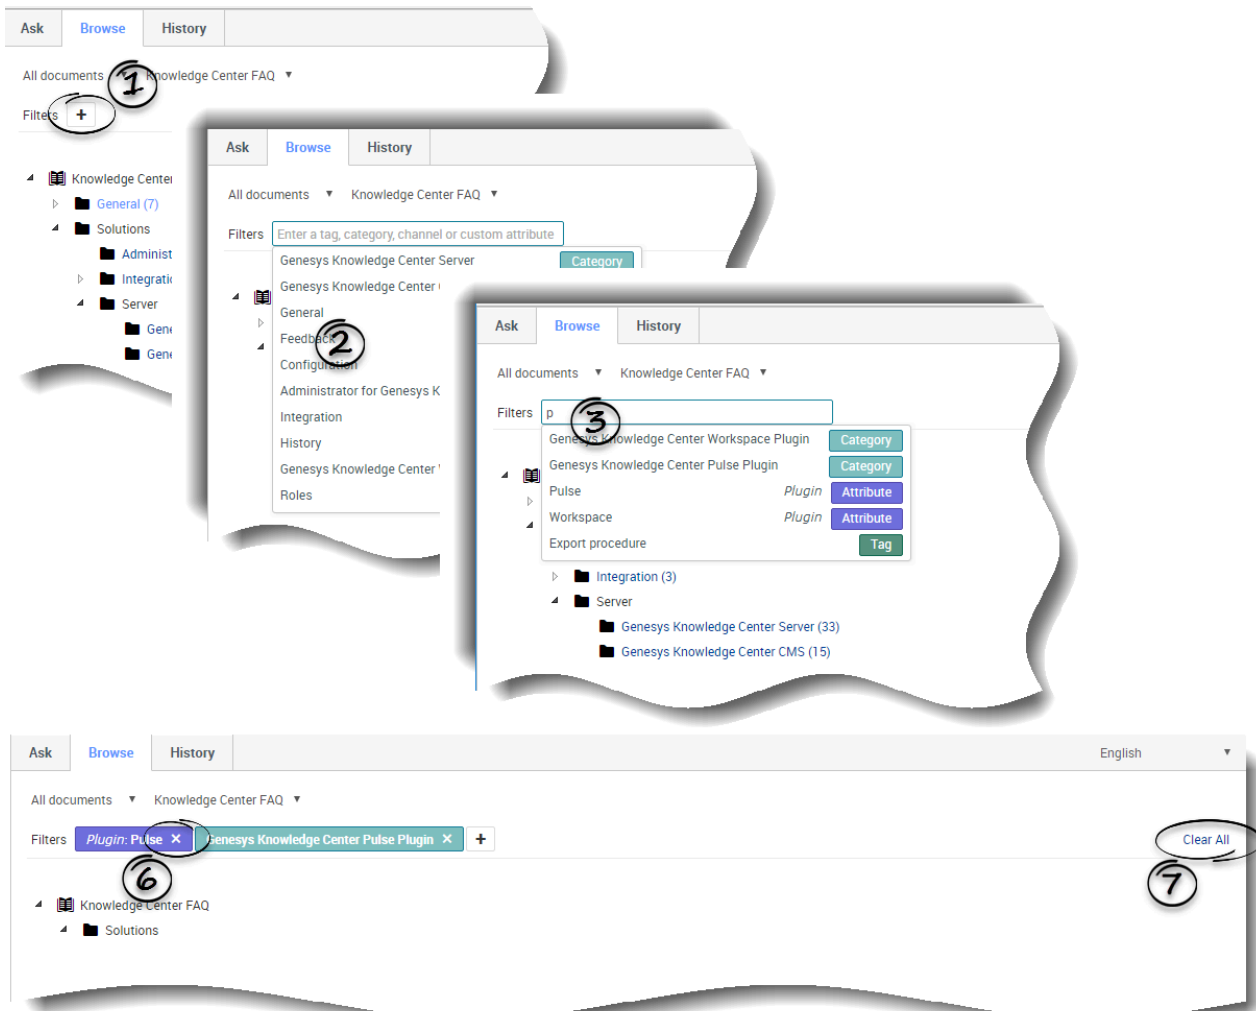 Ask Browse History
All documents Knowledge Center FAQ
1
Filters +
Knowledge Center
General (7)
Solutions
Server
Ask Browse History
All documents Knowledge Center FAQ
Filters Enter a tag, category, channel or custom attribute
Genesys Knowledge Center Server Category
Genesys Knowledge Center
General
Feedback
2
Configuration
Administrator for Genesys
Integration
History
Genesys Knowledge Center
Roles
Ask Browse History
All documents Knowledge Center FAQ
Filters p
3
Genesys Knowledge Center Workspace Plugin Category
Genesys Knowledge Center Pulse Plugin Category
Pulse Plugin Attribute
Workspace Plugin Attribute
Export procedure Tag
Integration (3)
Server
Genesys Knowledge Center Server (33)
Genesys Knowledge Center CMS (15)
Ask Browse History English
All documents Knowledge Center FAQ
Filters Plugin: Pulse × Genesys Knowledge Center Pulse Plugin × + Clear All
6 7
Knowledge Center FAQ
Solutions